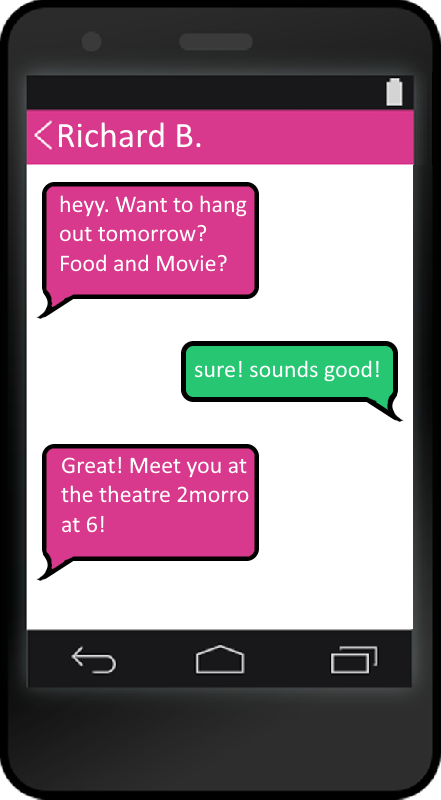 Richard B.
heyy. Want to hang
out tomorrow?
Food and Movie?
sure! sounds good!
Great! Meet you at
the theatre 2morro
at 6!